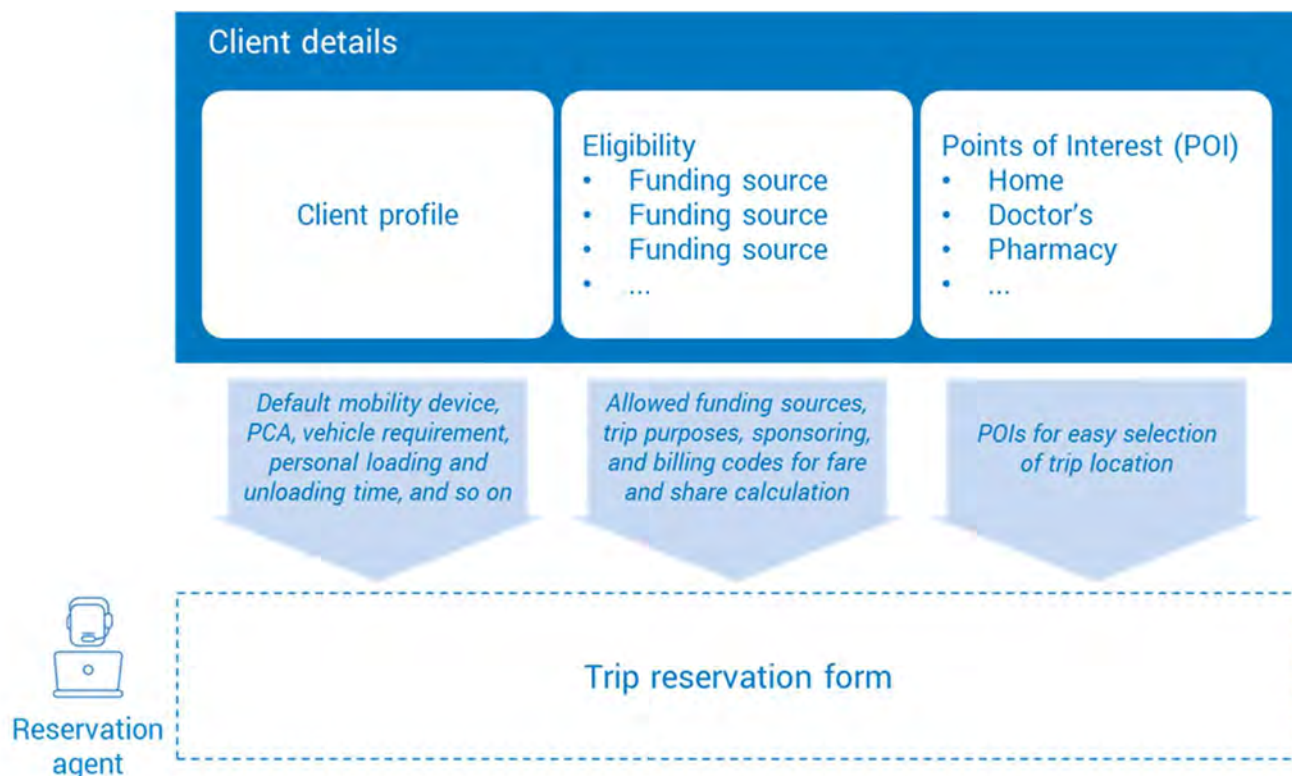 Client details
Client profile
Eligibility
• Funding source
• Funding source
• Funding source
• ...
Points of Interest (POI)
• Home
• Doctor's
• Pharmacy
• ...
Default mobility device,
PCA, vehicle requirement,
personal loading and
unloading time, and so on
Allowed funding sources,
trip purposes, sponsoring,
and billing codes for fare
and share calculation
POIs for easy selection
of trip location
Reservation
agent
Trip reservation form